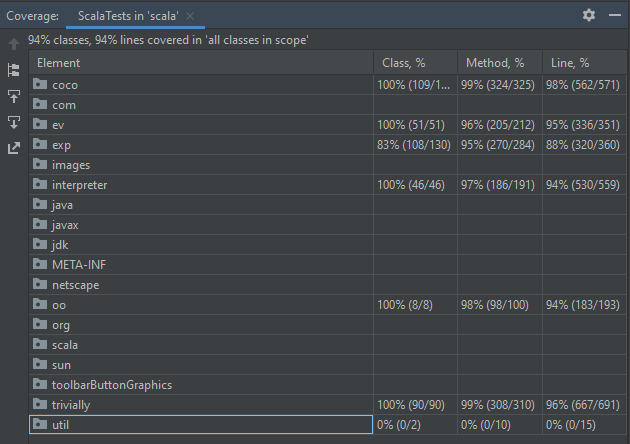 Coverage: ScalaTests in 'scala'
94% classes, 94% lines covered in 'all classes in scope'
Element Class, % Method, % Line, %
coco 100% (109/1... 99% (324/325) 98% (562/571)
com
ev 100% (51/51) 96% (205/212) 95% (336/351)
exp 83% (108/130) 95% (270/284) 88% (320/360)
images
interpreter 100% (46/46) 97% (186/191) 94% (530/559)
java
javax
jdk
META-INF
netscape
oo 100% (8/8) 98% (98/100) 94% (183/193)
org
scala
sun
toolbarButtonGraphics
trivially 100% (90/90) 99% (308/310) 96% (667/691)
util 0% (0/2) 0% (0/10) 0% (0/15)